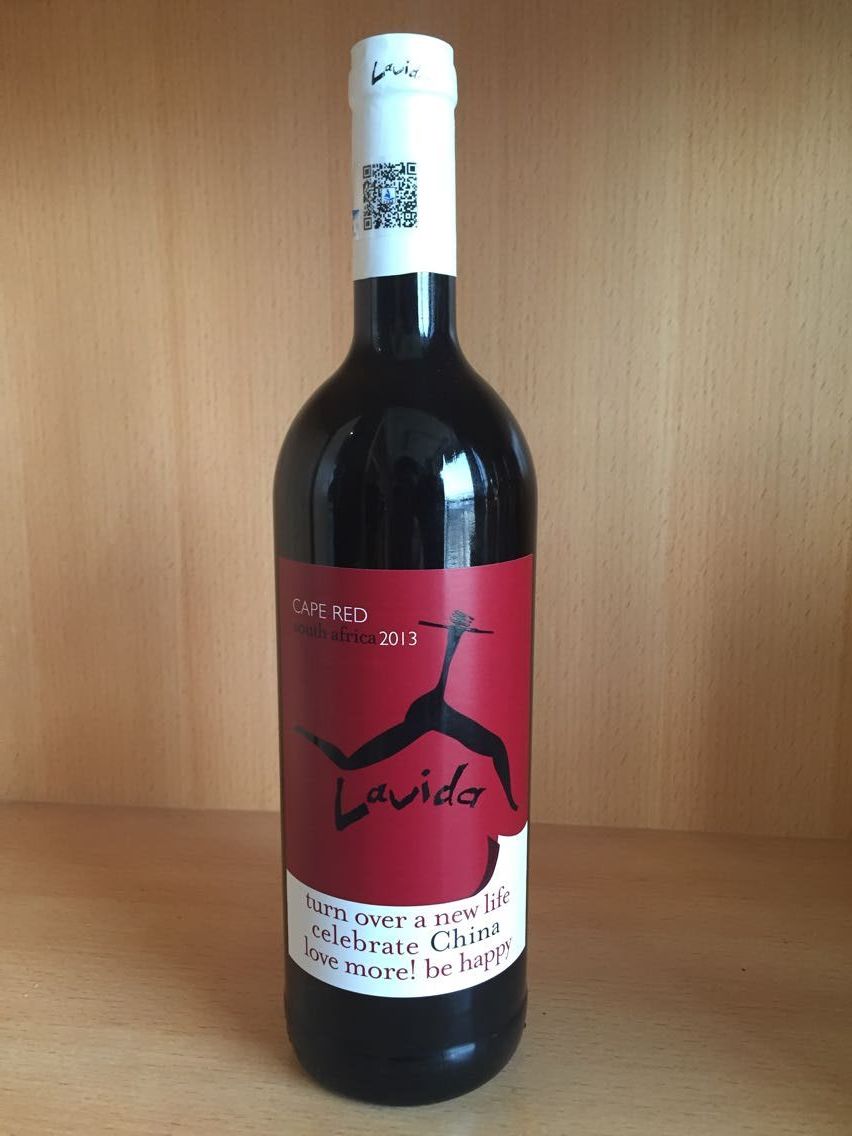 Lavida
CAPE RED
south africa 2013
Lavida
turn over a new life
celebrate China
love more! be happy